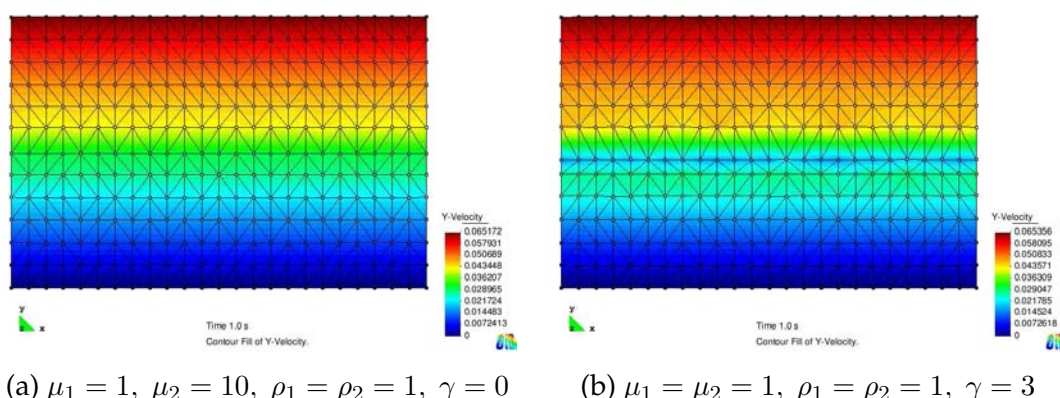 Y-Velocity
0.065172
0.057931
0.050689
0.043448
0.036207
0.028965
0.021724
0.014483
0.0072413
0
y
z x
Time 1.0 s
Contour Fill of Y-Velocity.
(a) μ₁ = 1, μ₂ = 10, ρ₁ = ρ₂ = 1, γ = 0
Y-Velocity
0.065356
0.058095
0.050833
0.043571
0.036309
0.029047
0.021785
0.014524
0.0072618
0
y
z x
Time 1.0 s
Contour Fill of Y-Velocity.
(b) μ₁ = μ₂ = 1, ρ₁ = ρ₂ = 1, γ = 3